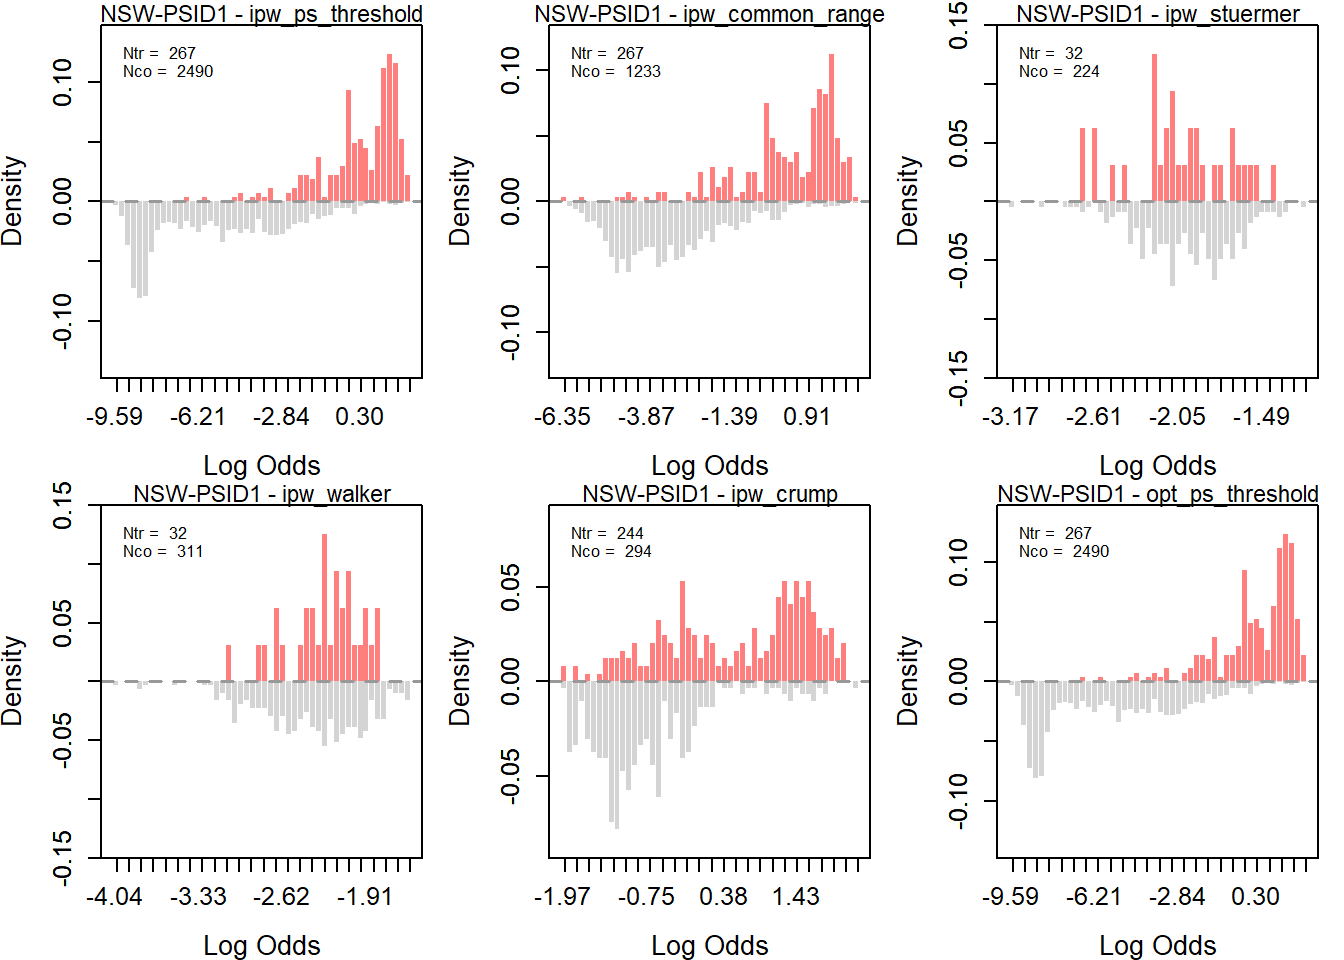 NSW-PSID1 - ipw_ps_threshold
Ntr = 267
Nco = 2490
Density
0.10
0.00
-0.10
-9.59 -6.21 -2.84 0.30
Log Odds
NSW-PSID1 - ipw_common_range
Ntr = 267
Nco = 1233
Density
0.10
0.00
-0.10
-6.35 -3.87 -1.39 0.91
Log Odds
NSW-PSID1 - ipw_stuermer
Ntr = 32
Nco = 224
Density
0.15
0.05
-0.05
-0.15
-3.17 -2.61 -2.05 -1.49
Log Odds
NSW-PSID1 - ipw_walker
Ntr = 32
Nco = 311
Density
0.15
0.05
-0.05
-0.15
-4.04 -3.33 -2.62 -1.91
Log Odds
NSW-PSID1 - ipw_crump
Ntr = 244
Nco = 294
Density
0.05
0.00
-0.05
-1.97 -0.75 0.38 1.43
Log Odds
NSW-PSID1 - opt_ps_threshold
Ntr = 267
Nco = 2490
Density
0.10
0.00
-0.10
-9.59 -6.21 -2.84 0.30
Log Odds